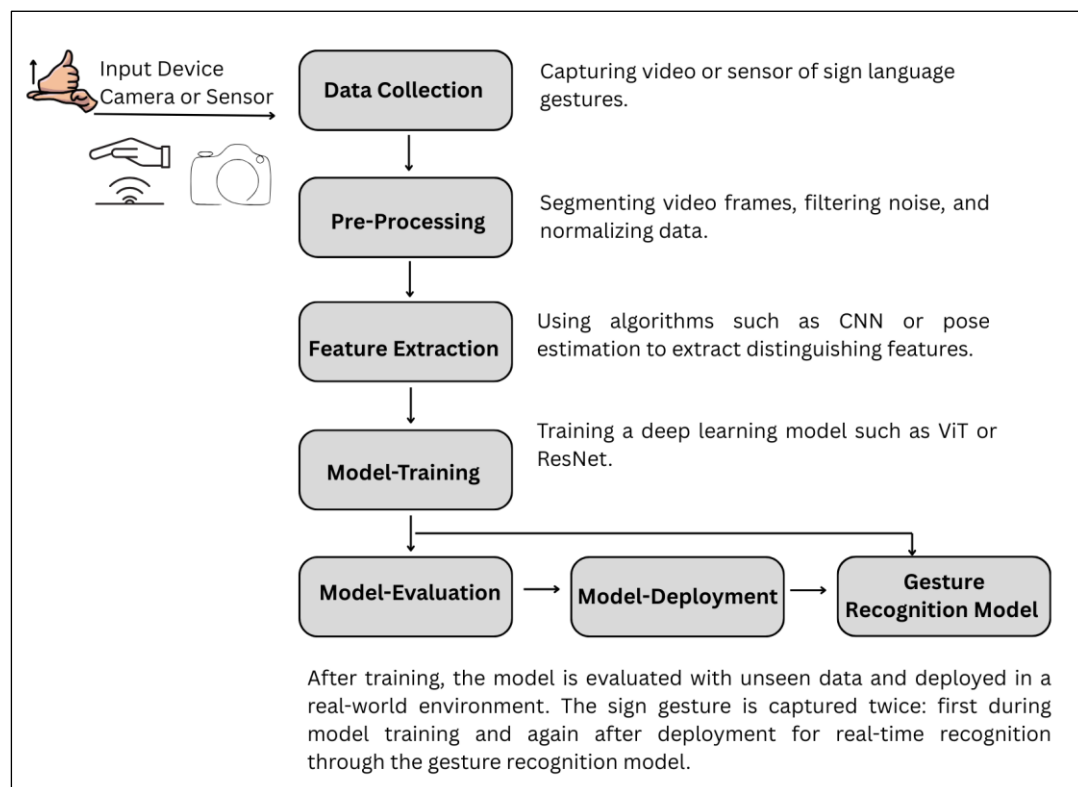 Input Device
Camera or Sensor
Data Collection
Capturing video or sensor of sign language
gestures.
Pre-Processing
Segmenting video frames, filtering noise, and
normalizing data.
Feature Extraction
Using algorithms such as CNN or pose
estimation to extract distinguishing features.
Model-Training
Training a deep learning model such as ViT or
ResNet.
Model-Evaluation
Model-Deployment
Gesture
Recognition Model
After training, the model is evaluated with unseen data and deployed in a
real-world environment. The sign gesture is captured twice: first during
model training and again after deployment for real-time recognition
through the gesture recognition model.